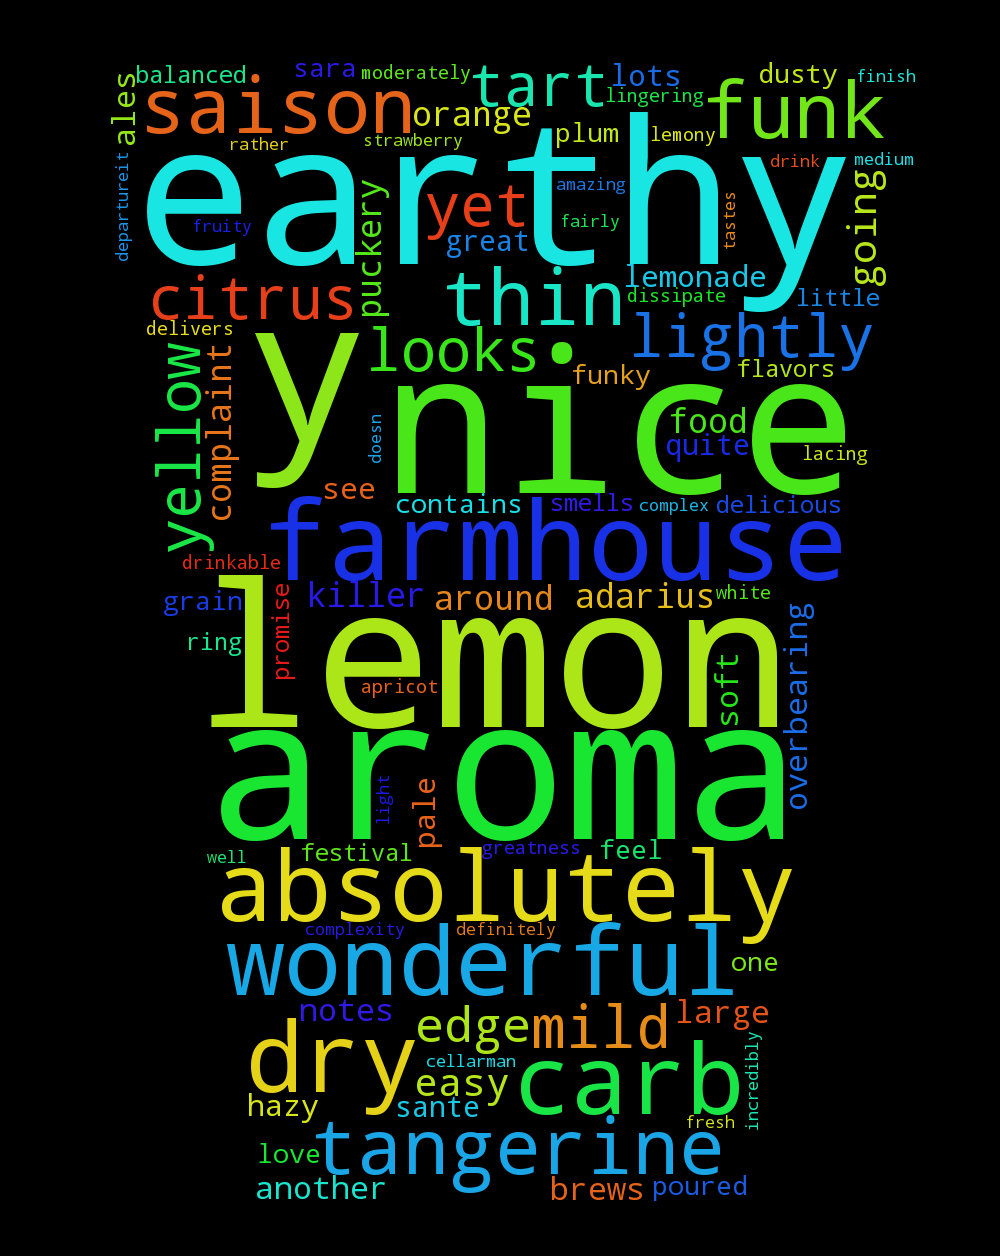 sara moderately lots dusty finish
balanced tart
ales saison orange lingering funk
plum lemony
rather strawberry
departureit earthy drink medium
amazing going
puckery yet tastes
fruity fairly
great
citrus thin lemonade
dissipate little
delivers lightly
yellow complaint looks
funky flavors
y nice food
doesn quite lacing
see contains smells complex delicious
farmhouse
drinkable
grain promise killer around adarius white
ring lemon overbearing
apricot soft
aroma
light pale
well festival greatness feel
absolutely
complexity definitely
wonderful one
notes edge mild large
dry cellarman carb incredibly
easy
hazy sante fresh
love tangerine
another brews poured